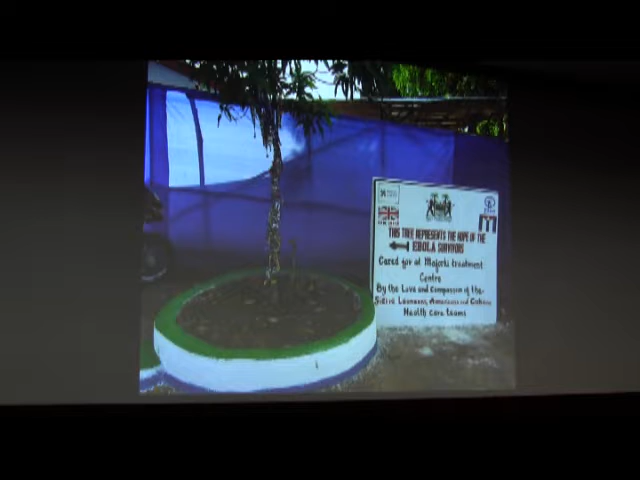 THIS TREE REPRESENTS THE HOPE OF THE
EBOLA SURVIVORS
Cared for at Maforki treatment
Centre
By the Love and Compassion of the
Sierra Leoneans, Americans and Cubans
Health care teams